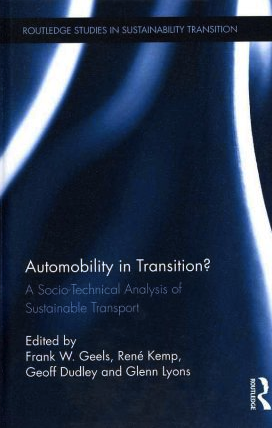 ROUTLEDGE STUDIES IN SUSTAINABILITY TRANSITION
Automobility in Transition?
A Socio-Technical Analysis of
Sustainable Transport
Edited by
Frank W. Geels, René Kemp,
Geoff Dudley and Glenn Lyons
ROUTLEDGE